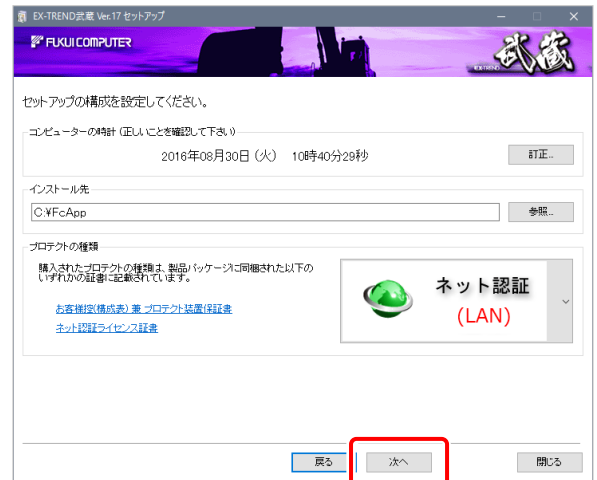 EX-TREND武蔵 Ver.17 セットアップ
FUKUI COMPUTER
武蔵
EX-TREND
セットアップの構成を設定してください。
コンピューターの時計 (正しいことを確認して下さい)
2016年08月30日 (火) 10時40分29秒
訂正...
インストール先
C:¥FcApp
参照...
プロテクトの種類
購入されたプロテクトの種類は、製品パッケージに同梱された以下の
いずれかの証書に記載されています。
お客様控(構成表) 兼 プロテクト装置保証書
ネット認証ライセンス証書
ネット認証
(LAN)
戻る
次へ
閉じる